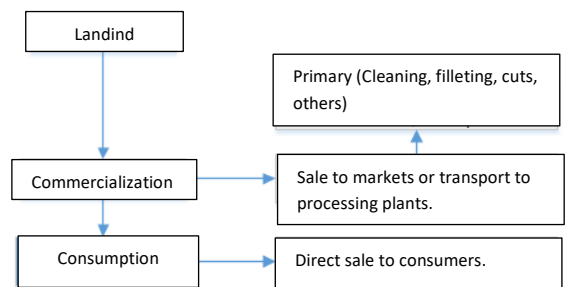 Landind
Primary (Cleaning, filleting, cuts,
others)
Commercialization
Sale to markets or transport to
processing plants.
Consumption
Direct sale to consumers.